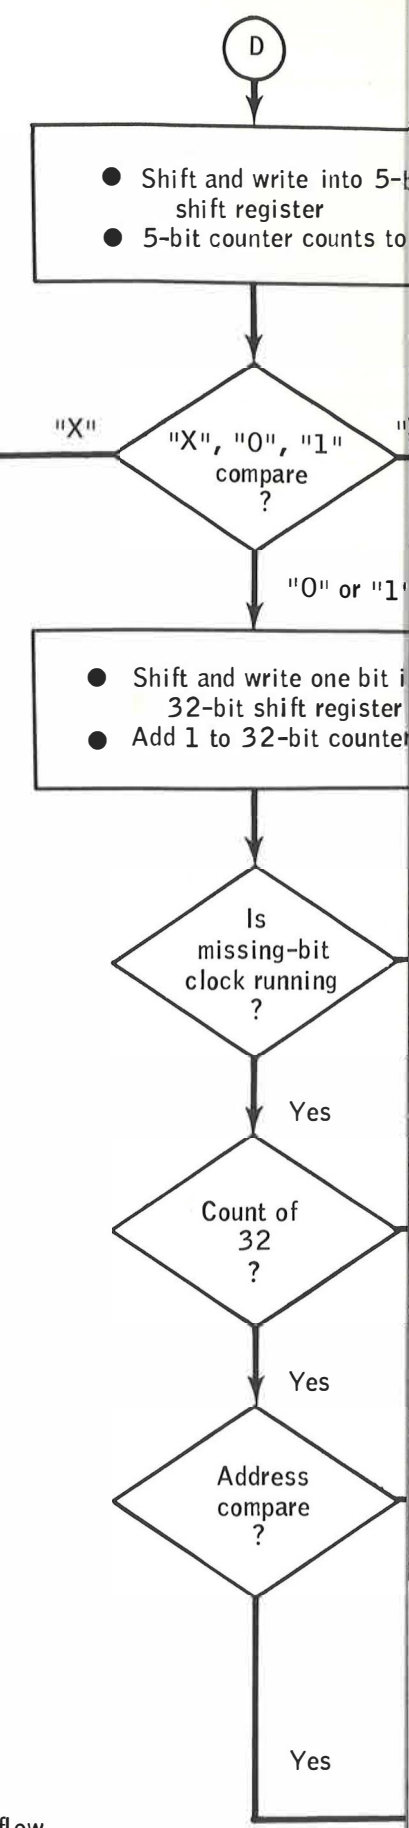 D
● Shift and write into 5-
shift register
● 5-bit counter counts to
"X"
"X", "0", "1"
compare
?
"0" or "1"
● Shift and write one bit
32-bit shift register
● Add 1 to 32-bit counter
Is
missing-bit
clock running
?
Yes
Count of
32
?
Yes
Address
compare
?
Yes
flow